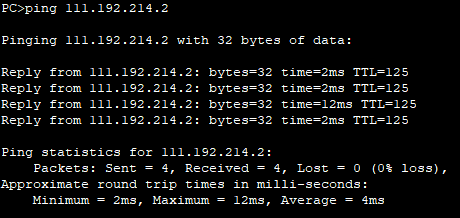 PC>ping 111.192.214.2
Pinging 111.192.214.2 with 32 bytes of data:
Reply from 111.192.214.2: bytes=32 time=2ms TTL=125
Reply from 111.192.214.2: bytes=32 time=2ms TTL=125
Reply from 111.192.214.2: bytes=32 time=12ms TTL=125
Reply from 111.192.214.2: bytes=32 time=2ms TTL=125
Ping statistics for 111.192.214.2:
Packets: Sent = 4, Received = 4, Lost = 0 (0% loss),
Approximate round trip times in milli-seconds:
Minimum = 2ms, Maximum = 12ms, Average = 4ms